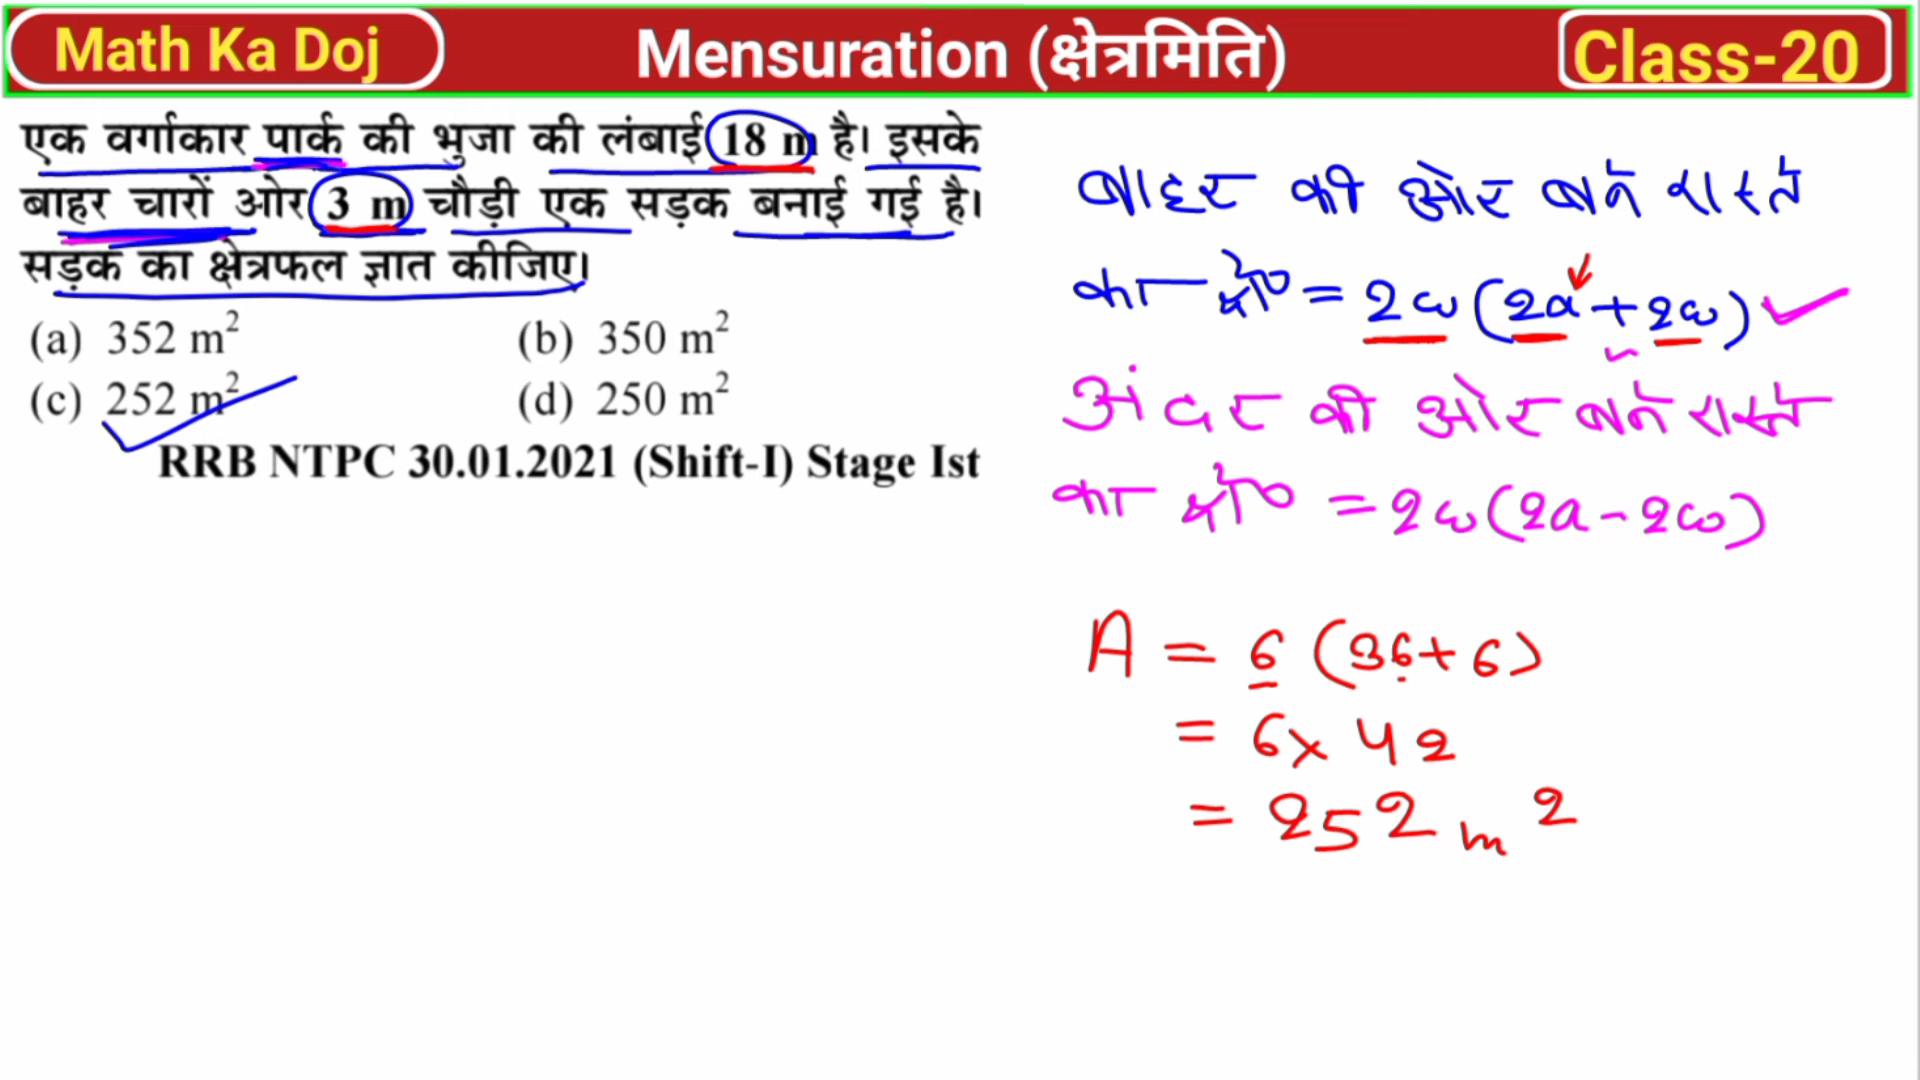 Math Ka Doj
Mensuration (क्षेत्रमिति)
Class-20
एक वर्गाकार पार्क की भुजा की लंबाई 18 m है। इसके
बाहर चारों ओर 3 m चौड़ी एक सड़क बनाई गई है।
सड़क का क्षेत्रफल ज्ञात कीजिए।
(a) 352 m²
(b) 350 m²
(c) 252 m²
(d) 250 m²
RRB NTPC 30.01.2021 (Shift-I) Stage Ist
बाहर की ओर बने रास्ते
का क्षे० = 2w (2a + 2w)
अंदर की ओर बने रास्ते
का क्षे० = 2w (2a - 2w)
A = 6 (36 + 6)
= 6 x 42
= 252 m²